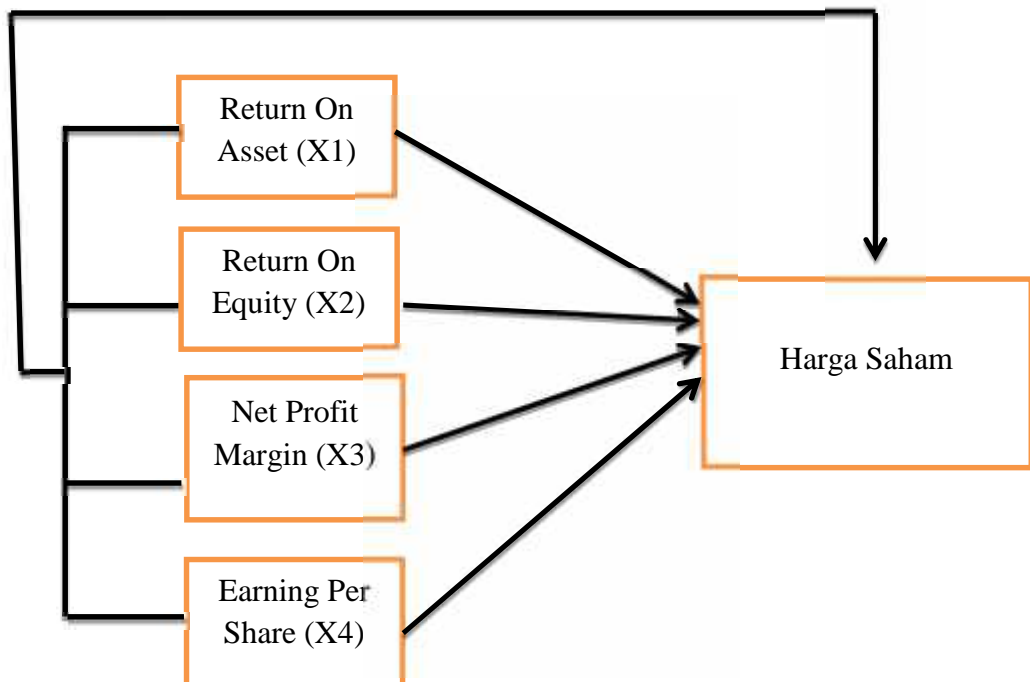 Return On
Asset (X1)
Return On
Equity (X2)
Net Profit
Margin (X3)
Earning Per
Share (X4)
Harga Saham